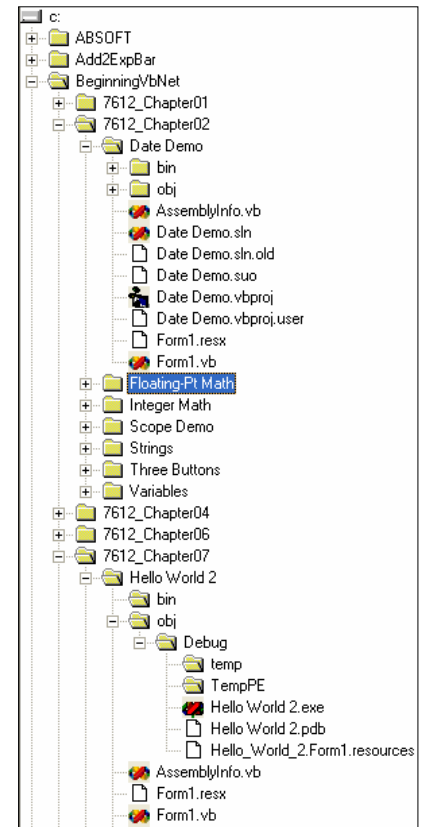 c:
ABSOFT
Add2ExpBar
BeginningVbNet
7612_Chapter01
7612_Chapter02
Date Demo
bin
obj
AssemblyInfo.vb
Date Demo.sln
Date Demo.sln.old
Date Demo.suo
Date Demo.vbproj
Date Demo.vbproj.user
Form1.resx
Form1.vb
Floating-Pt Math
Integer Math
Scope Demo
Strings
Three Buttons
Variables
7612_Chapter04
7612_Chapter06
7612_Chapter07
Hello World 2
bin
obj
Debug
temp
TempPE
Hello World 2.exe
Hello World 2.pdb
Hello_World_2.Form1.resources
AssemblyInfo.vb
Form1.resx
Form1.vb